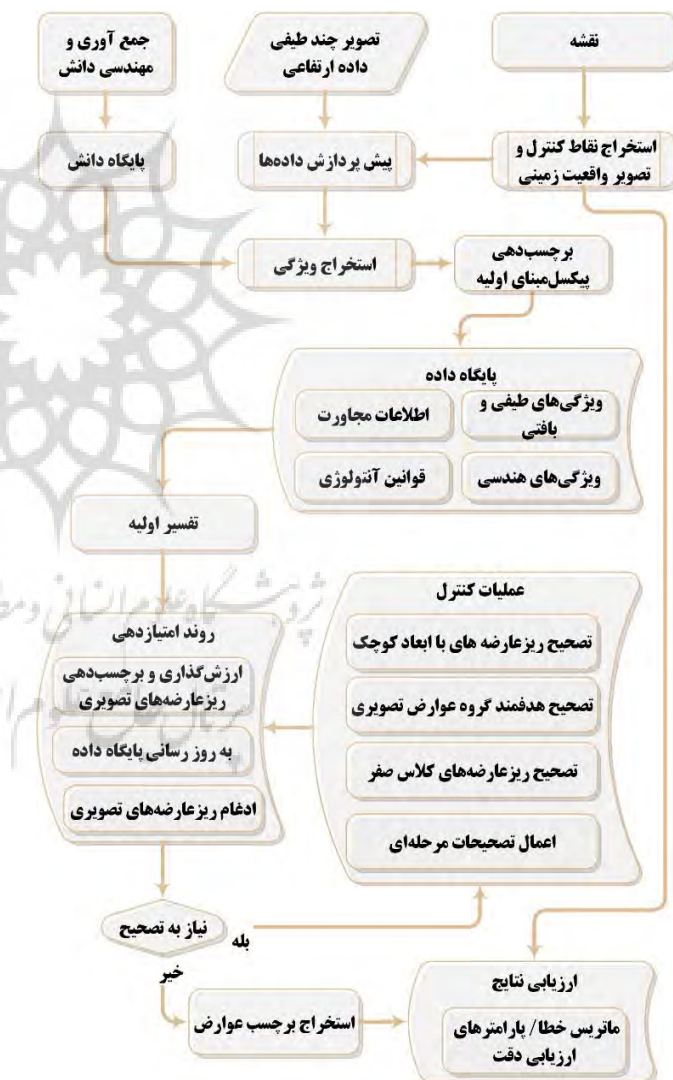 نقشه
تصویر چند طیفی
داده ارتفاعی
جمع آوری و
مهندسی دانش
استخراج نقاط کنترل و
تصویر واقعیت زمینی
پیش پردازش داده‌ها
پایگاه دانش
استخراج ویژگی
برچسب‌دهی
پیکسل‌مبنای اولیه
پایگاه داده
ویژگی‌های طیفی و
بافتی
اطلاعات مجاورت
ویژگی‌های هندسی
قوانین آنتولوژی
تفسیر اولیه
عملیات کنترل
تصحیح ریزعارضه های با ابعاد کوچک
تصحیح هدفمند گروه عوارض تصویری
تصحیح ریزعارضه‌های کلاس صفر
اعمال تصحیحات مرحله‌ای
روند امتیازدهی
ارزش‌گذاری و برچسب‌دهی
ریزعارضه‌های تصویری
به روز رسانی پایگاه داده
ادغام ریزعارضه‌های تصویری
نیاز به تصحیح
بله
خیر
استخراج برچسب عوارض
ارزیابی نتایج
ماتریس خطا/ پارامترهای
ارزیابی دقت